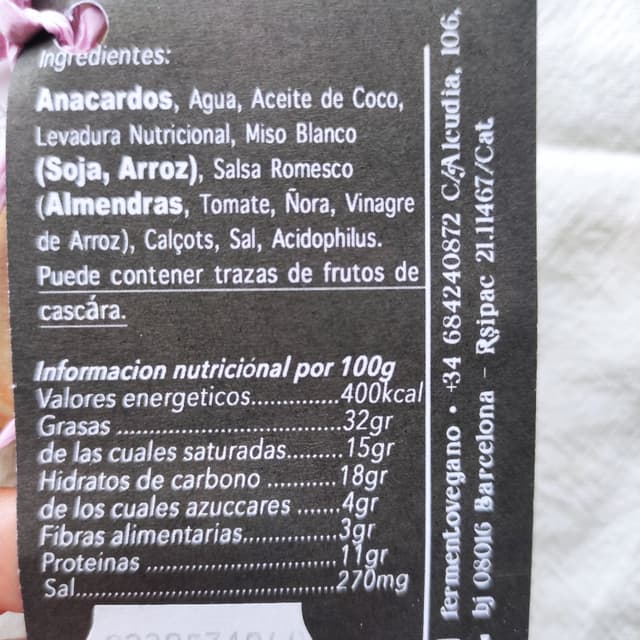 Ingredientes:
Anacardos, Agua, Aceite de Coco,
Levadura Nutricional, Miso Blanco
(Soja, Arroz), Salsa Romesco
(Almendras, Tomate, Ñora, Vinagre
de Arroz), Calçots, Sal, Acidophilus.
Puede contener trazas de frutos de
cascára.
Informacion nutriciónal por 100g
Valores energeticos..............400kcal
Grasas ...................................32gr
de las cuales saturadas.........15gr
Hidratos de carbono ............18gr
de los cuales azuccares .......4gr
Fibras alimentarias...............3gr
Proteinas ..............................11gr
Sal.........................................270mg
fermentovegano • +34 684240872 C/Alcudia, 106,
bj 08016 Barcelona - Rsipac 21.11467/Cat